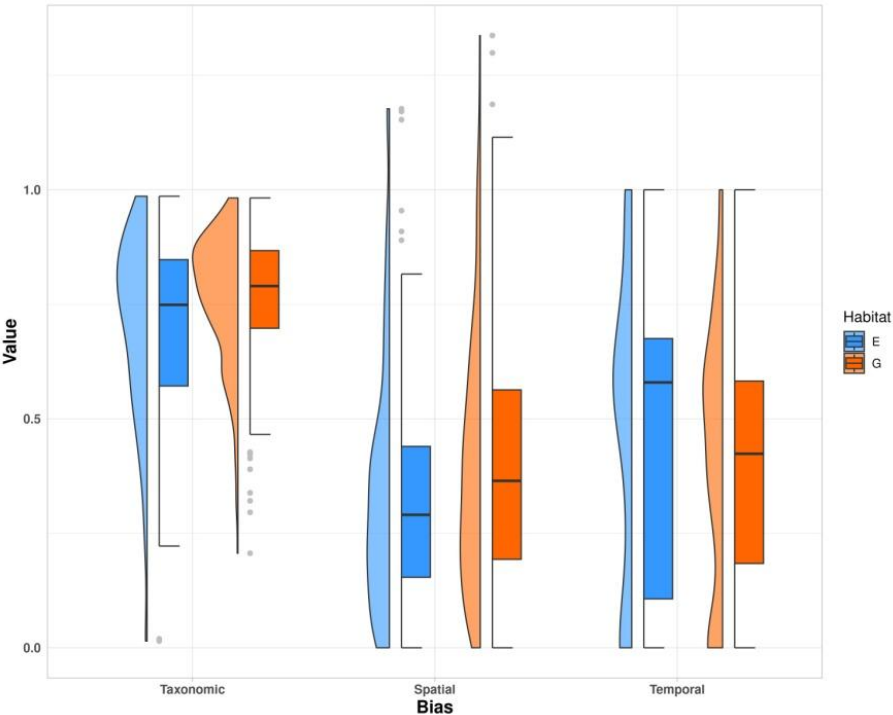 1.0
0.5
0.0
Value
Taxonomic
Spatial
Temporal
Bias
Habitat
E
G